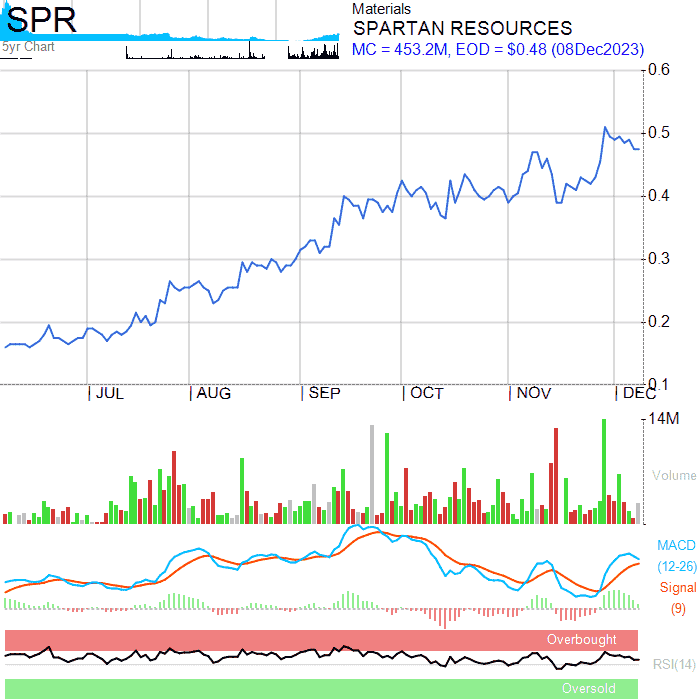 SPR
5yr Chart
Materials
SPARTAN RESOURCES
MC = 453.2M, EOD = $0.48 (08Dec2023)
0.6
0.5
0.4
0.3
0.2
0.1
JUL AUG SEP OCT NOV DEC
14M
Volume
MACD
(12-26)
Signal
(9)
Overbought
RSI(14)
Oversold